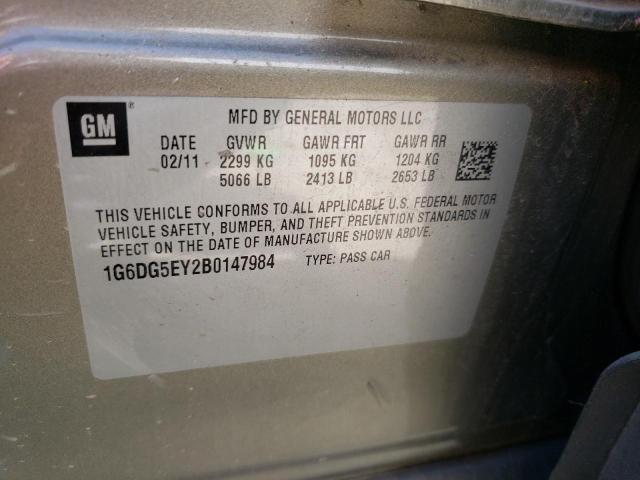 GM®
MFD BY GENERAL MOTORS LLC
DATE GVWR GAWR FRT GAWR RR
02/11 2299 KG 1095 KG 1204 KG
5066 LB 2413 LB 2653 LB
THIS VEHICLE CONFORMS TO ALL APPLICABLE U.S. FEDERAL MOTOR
VEHICLE SAFETY, BUMPER, AND THEFT PREVENTION STANDARDS IN
EFFECT ON THE DATE OF MANUFACTURE SHOWN ABOVE.
1G6DG5EY2B0147984 TYPE: PASS CAR